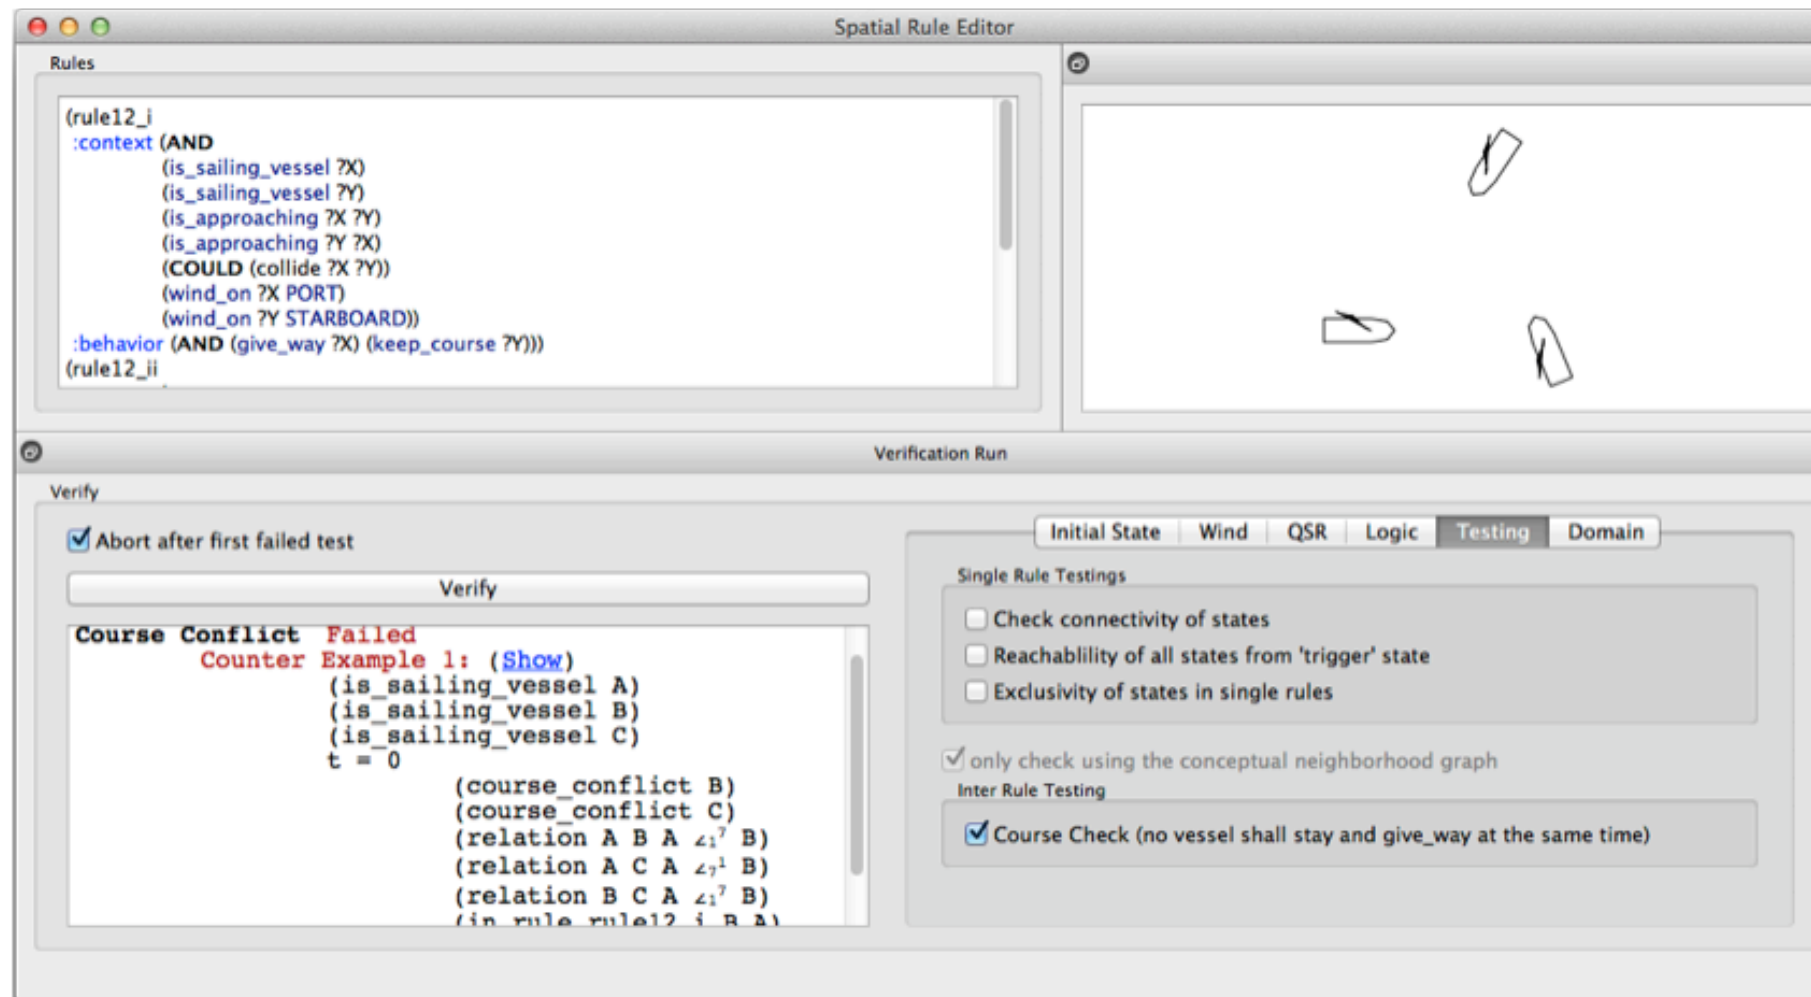 Spatial Rule Editor
Rules
(rule12_i
:context (AND
(is_sailing_vessel ?X)
(is_sailing_vessel ?Y)
(is_approaching ?X ?Y)
(is_approaching ?Y ?X)
(COULD (collide ?X ?Y))
(wind_on ?X PORT)
(wind_on ?Y STARBOARD))
:behavior (AND (give_way ?X) (keep_course ?Y)))
(rule12_ii
Verification Run
Verify
Abort after first failed test
Verify
Course Conflict Failed
Counter Example 1: (Show)
(is_sailing_vessel A)
(is_sailing_vessel B)
(is_sailing_vessel C)
t = 0
(course_conflict B)
(course_conflict C)
(relation A B A ∠₁⁷ B)
(relation A C A ∠₇¹ B)
(relation B C A ∠₁⁷ B)
(in_rule rule12_i B A)
Initial State Wind QSR Logic Testing Domain
Single Rule Testings
Check connectivity of states
Reachablility of all states from 'trigger' state
Exclusivity of states in single rules
only check using the conceptual neighborhood graph
Inter Rule Testing
Course Check (no vessel shall stay and give_way at the same time)